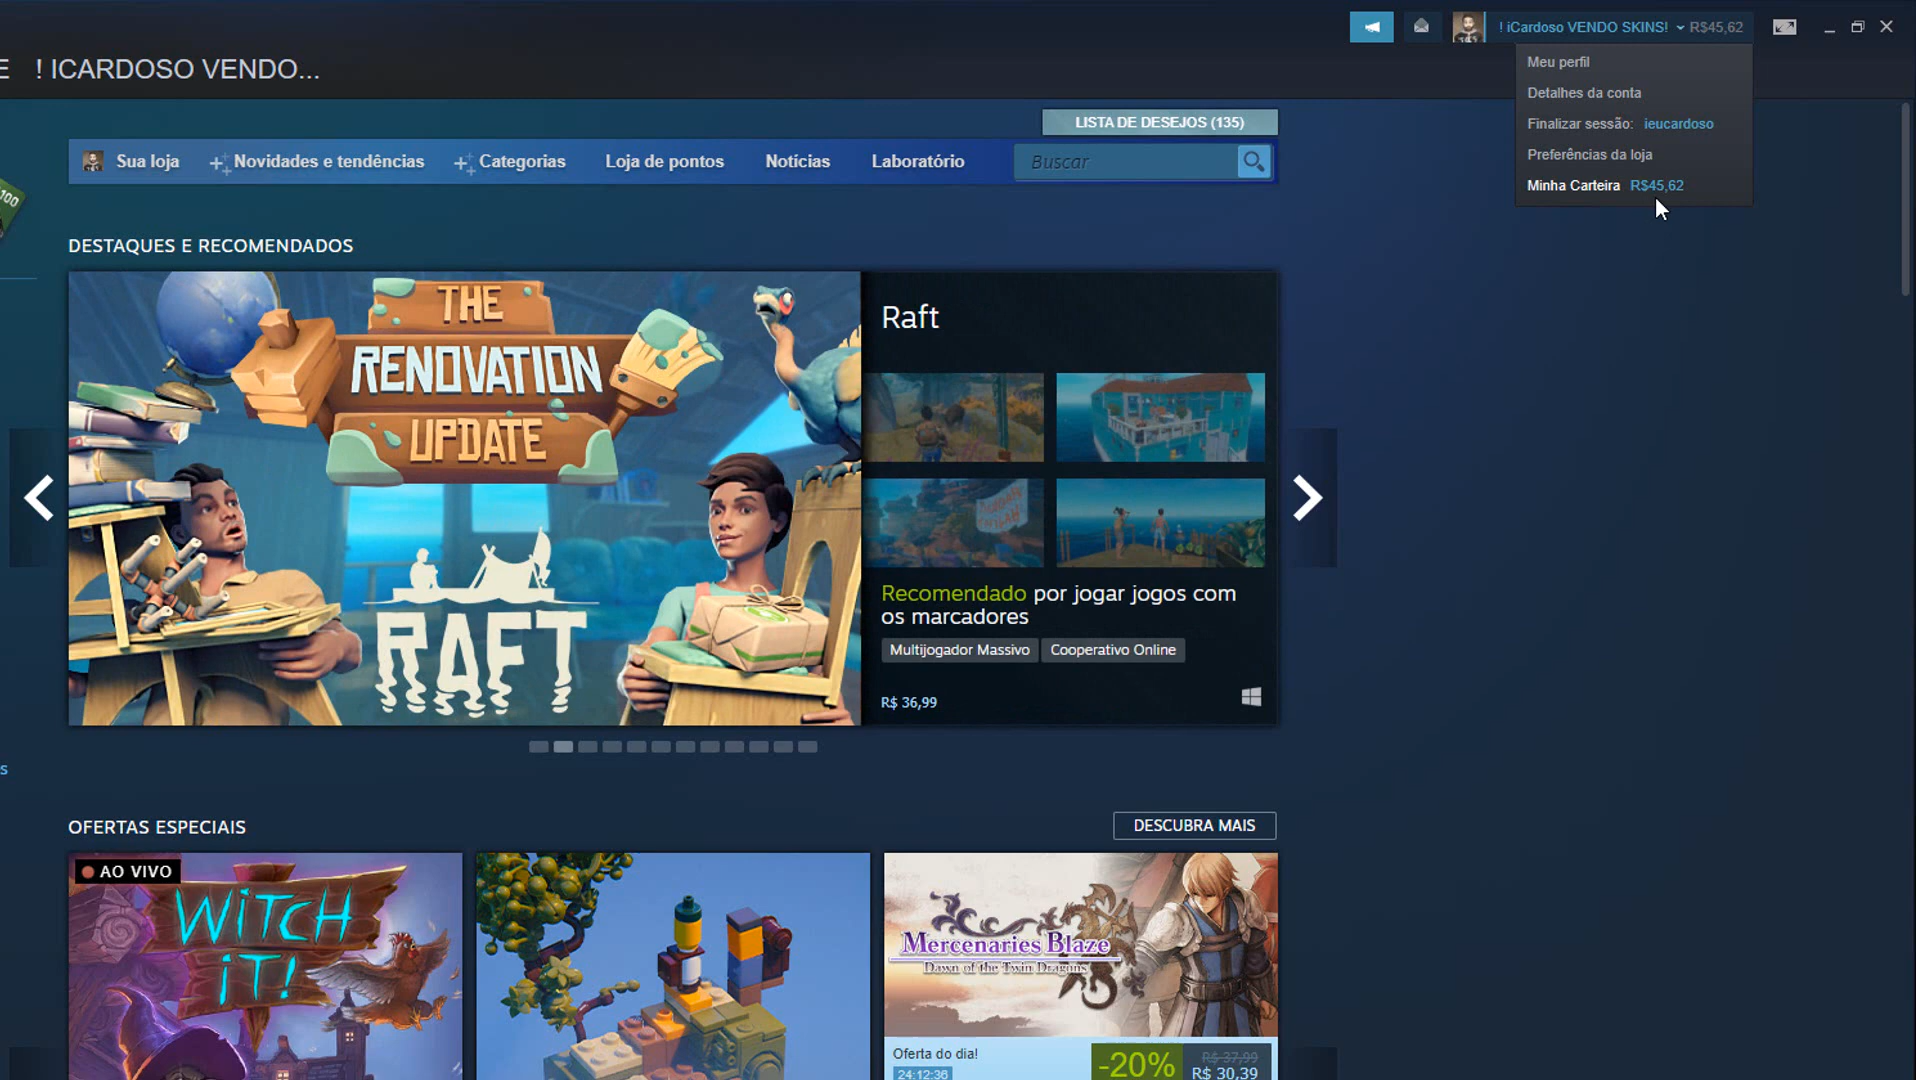 ! iCardoso VENDO SKINS! R$45,62
E ! ICARDOSO VENDO...
Meu perfil
Detalhes da conta
Finalizar sessão: ieucardoso
Preferências da loja
Minha Carteira R$45,62
LISTA DE DESEJOS (135)
Sua loja Novidades e tendências Categorias Loja de pontos Notícias Laboratório Buscar
100
DESTAQUES E RECOMENDADOS
THE
RENOVATION
UPDATE
RAFT
Raft
Recomendado por jogar jogos com
os marcadores
Multijogador Massivo Cooperativo Online
R$ 36,99
s
OFERTAS ESPECIAIS
DESCUBRA MAIS
AO VIVO
WITCH
IT!
Mercenaries Blaze
Dawn of the Twin Dragons
Oferta do dia!
24:12:36
-20%
R$ 37,99
R$ 30,39